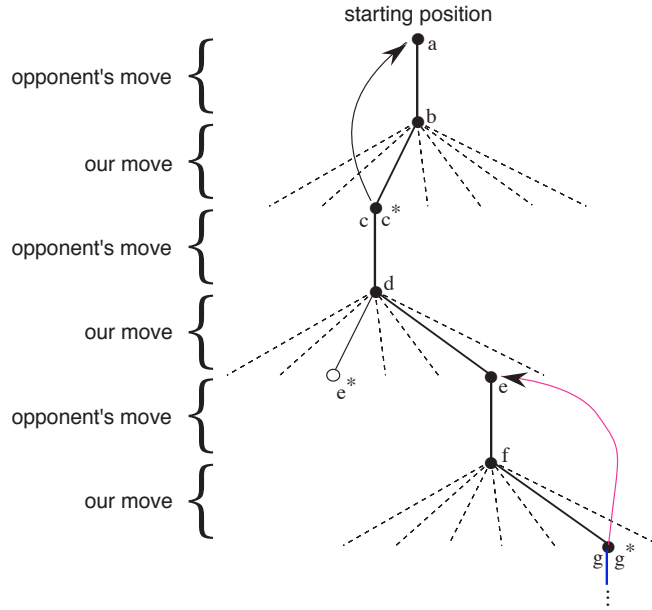 starting position
a
opponent's move
b
our move
c c*
opponent's move
d
our move
e* e
opponent's move
f
our move
g g*
⋮